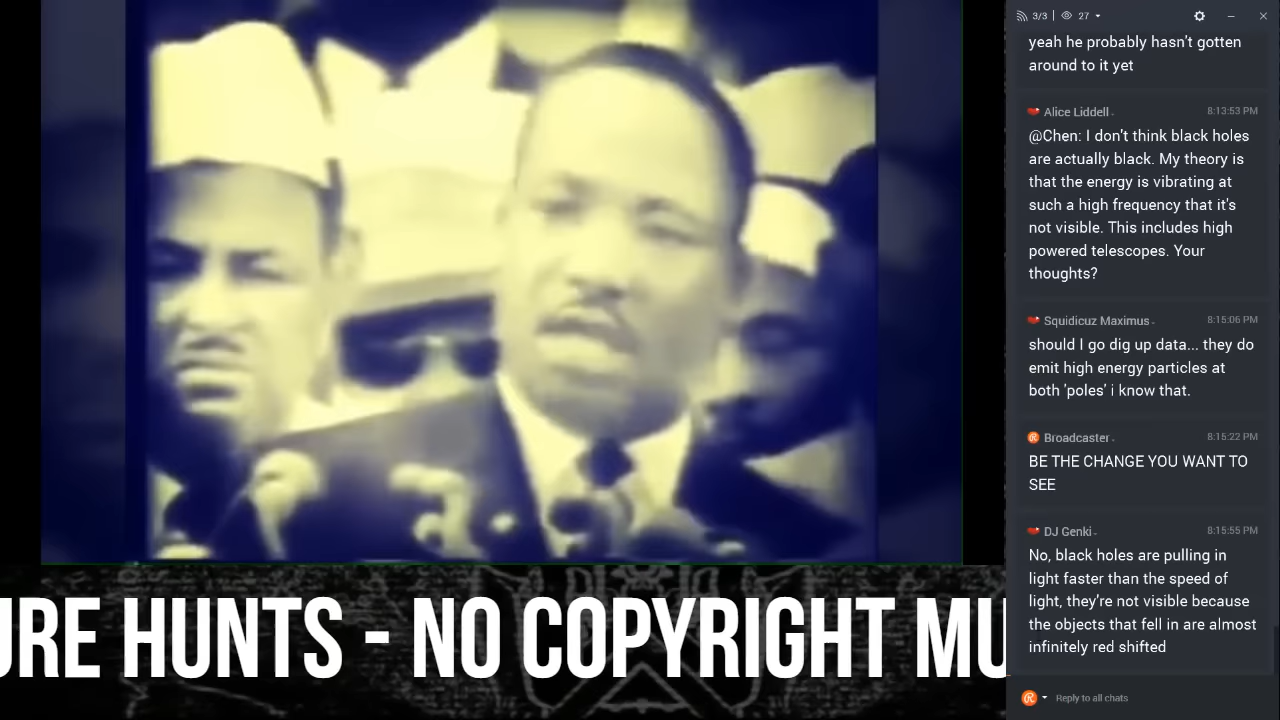 URE HUNTS - NO COPYRIGHT MU
3/3 | 27
yeah he probably hasn't gotten
around to it yet
Alice Liddell 8:13:53 PM
@Chen: I don't think black holes
are actually black. My theory is
that the energy is vibrating at
such a high frequency that it's
not visible. This includes high
powered telescopes. Your
thoughts?
Squidicuz Maximus 8:15:06 PM
should I go dig up data... they do
emit high energy particles at
both 'poles' i know that.
Broadcaster 8:15:22 PM
BE THE CHANGE YOU WANT TO
SEE
DJ Genki 8:15:55 PM
No, black holes are pulling in
light faster than the speed of
light, they're not visible because
the objects that fell in are almost
infinitely red shifted
Reply to all chats